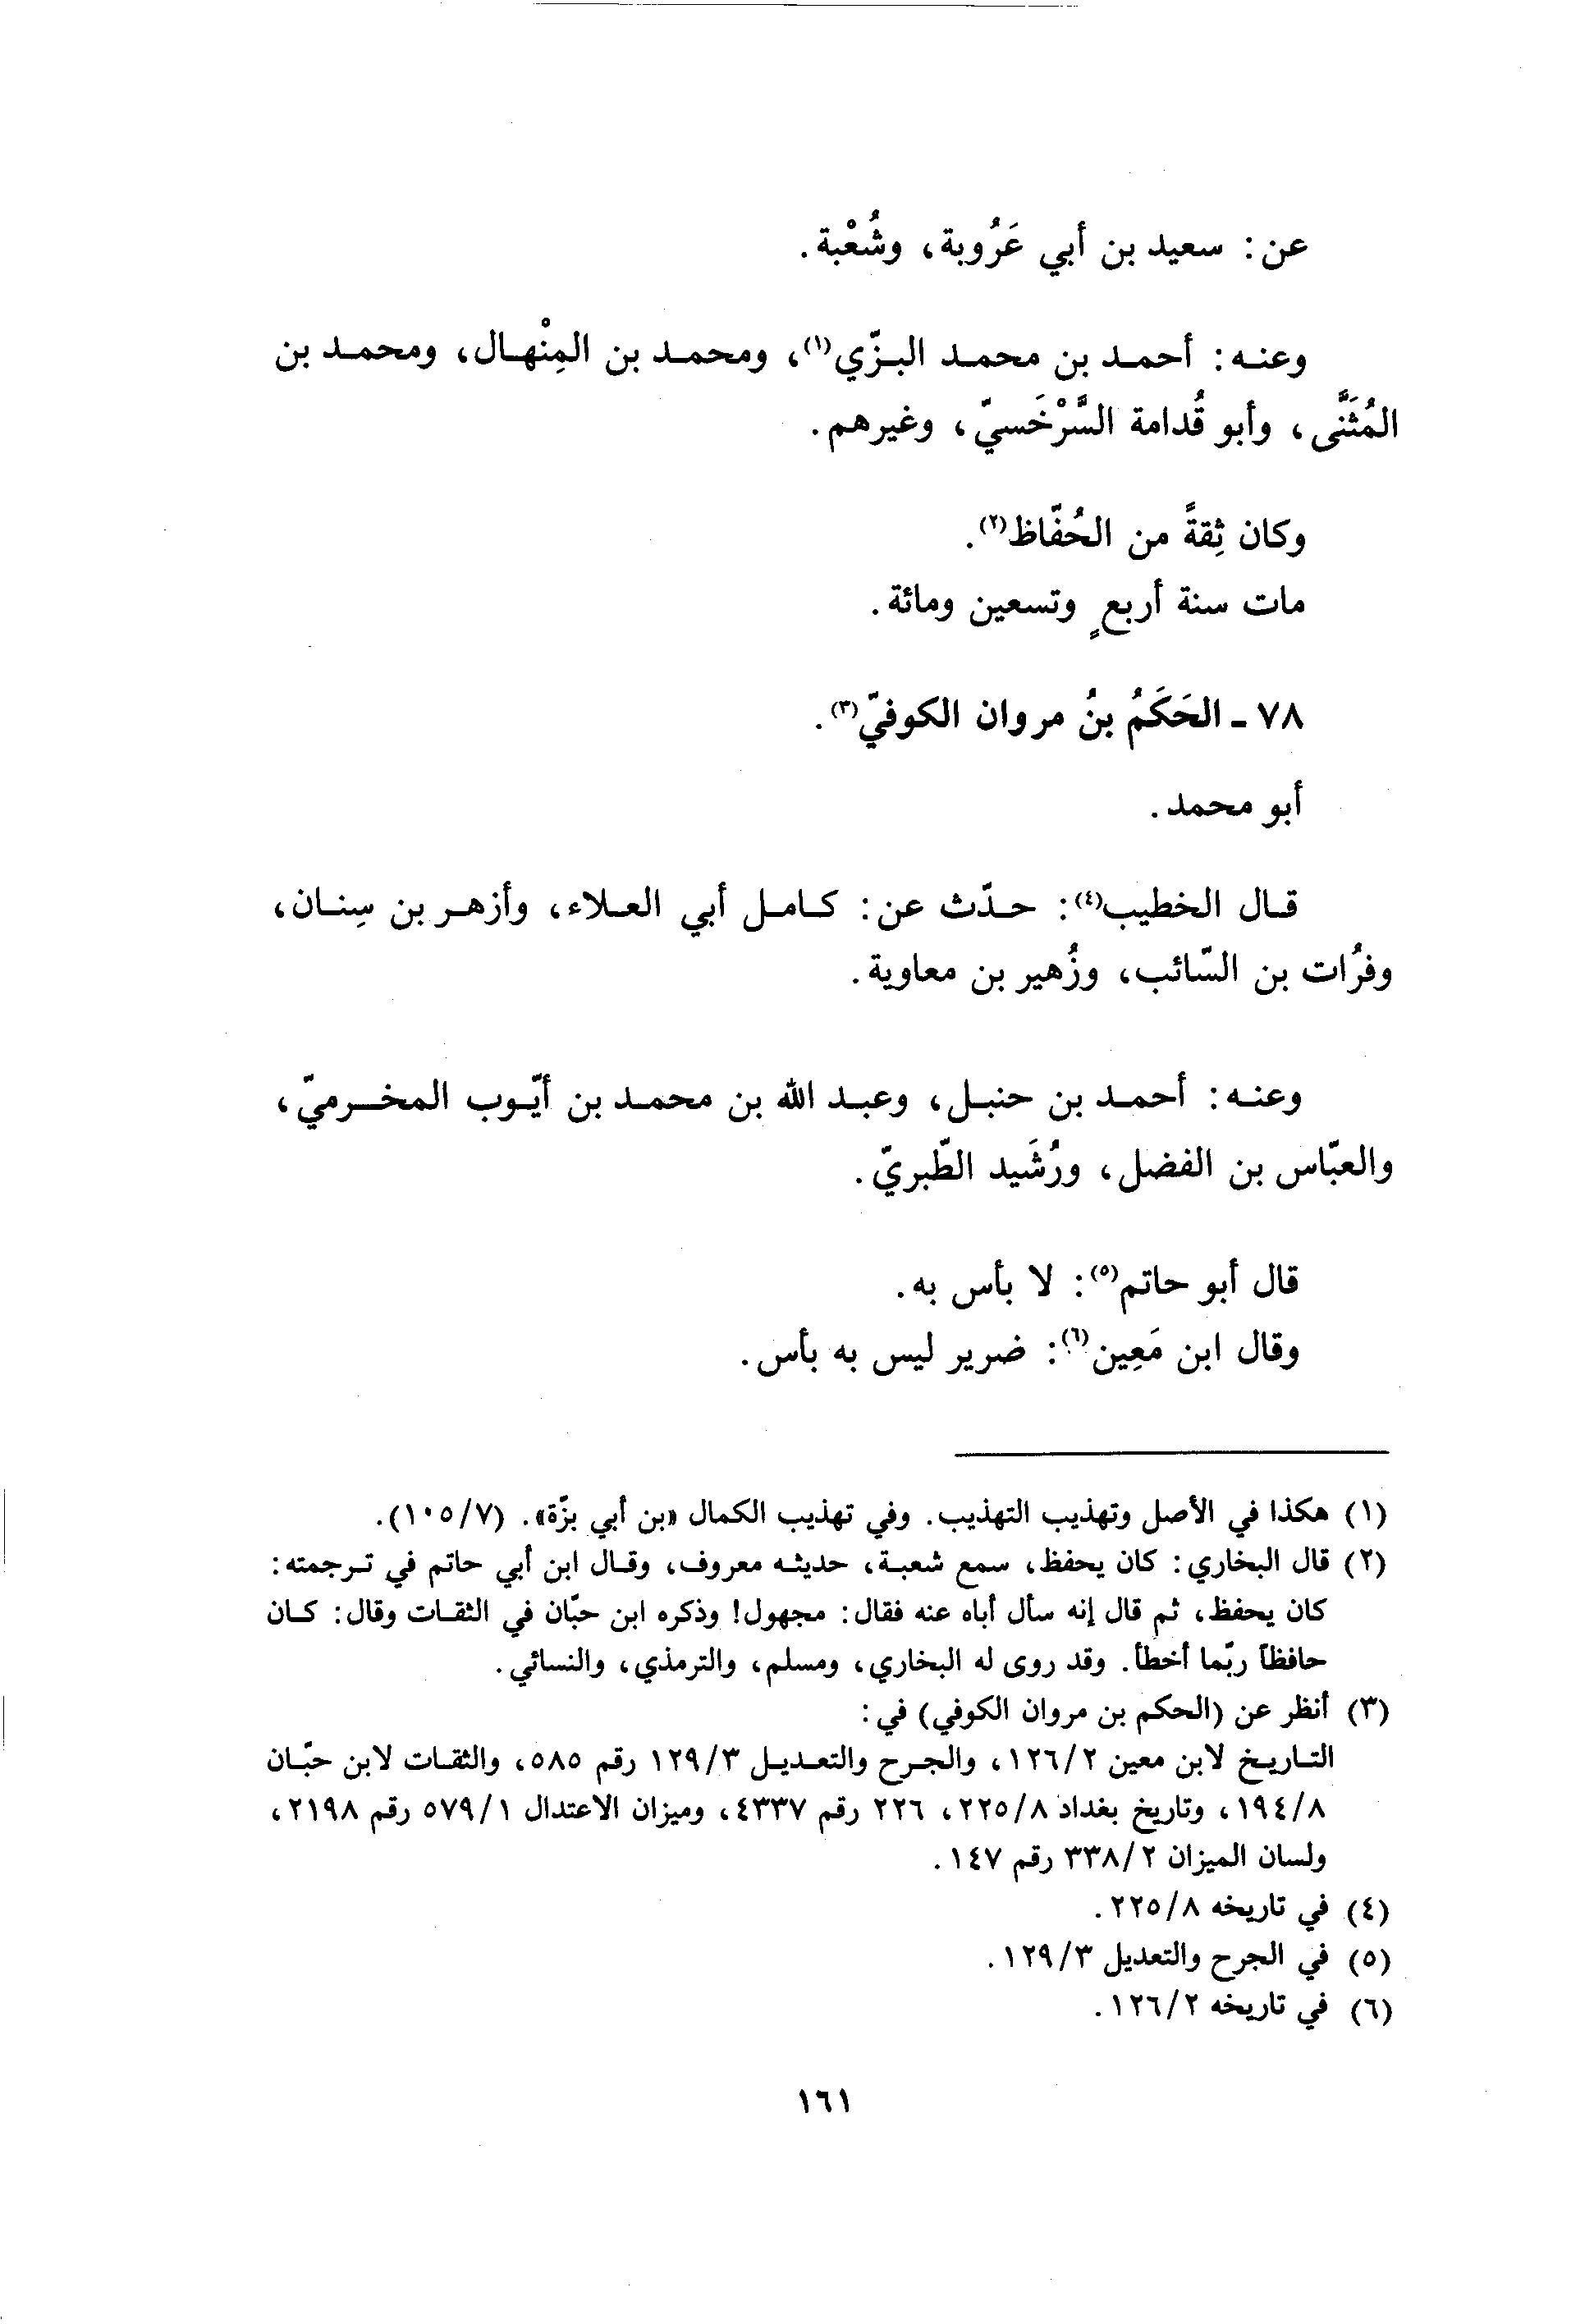 عن: سعيد بن أبي عَرُوبة، وشُعْبة.
وعنه: أحمد بن محمد البزّي(١)، ومحمد بن المِنْهال، ومحمد بن
المُثَنَّى، وأبو قُدامة السَّرْخَسيّ، وغيرهم.
وكان ثِقةً من الحُفّاظ(٢).
مات سنة أربعٍ وتسعين ومائة.
٧٨ - الحَكَمُ بنُ مروان الكوفيّ(٣).
أبو محمد.
قال الخطيب(٤): حدّث عن: كامل أبي العلاء، وأزهر بن سِنان،
وفرُات بن السّائب، وزُهير بن معاوية.
وعنه: أحمد بن حنبل، وعبد الله بن محمد بن أيّوب المخرميّ،
والعبّاس بن الفضل، ورُشَيد الطّبريّ.
قال أبو حاتم(٥): لا بأس به.
وقال ابن مَعِين(٦): ضرير ليس به بأس.
(١) هكذا في الأصل وتهذيب التهذيب. وفي تهذيب الكمال «بن أبي بزّة». (١٠٥/٧).
(٢) قال البخاري: كان يحفظ، سمع شعبة، حديثه معروف، وقال ابن أبي حاتم في ترجمته:
كان يحفظ، ثم قال إنه سأل أباه عنه فقال: مجهول! وذكره ابن حبّان في الثقات وقال: كان
حافظاً ربّما أخطأ. وقد روى له البخاري، ومسلم، والترمذي، والنسائي.
(٣) أنظر عن (الحكم بن مروان الكوفي) في:
التاريخ لابن معين ١٢٦/٢، والجرح والتعديل ١٢٩/٣ رقم ٥٨٥، والثقات لابن حبّان
١٩٤/٨، وتاريخ بغداد ٢٢٥/٨، ٢٢٦ رقم ٤٣٣٧، وميزان الاعتدال ٥٧٩/١ رقم ٢١٩٨،
ولسان الميزان ٣٣٨/٢ رقم ١٤٧.
(٤) في تاريخه ٢٢٥/٨.
(٥) في الجرح والتعديل ١٢٩/٣.
(٦) في تاريخه ١٢٦/٢.
١٦١